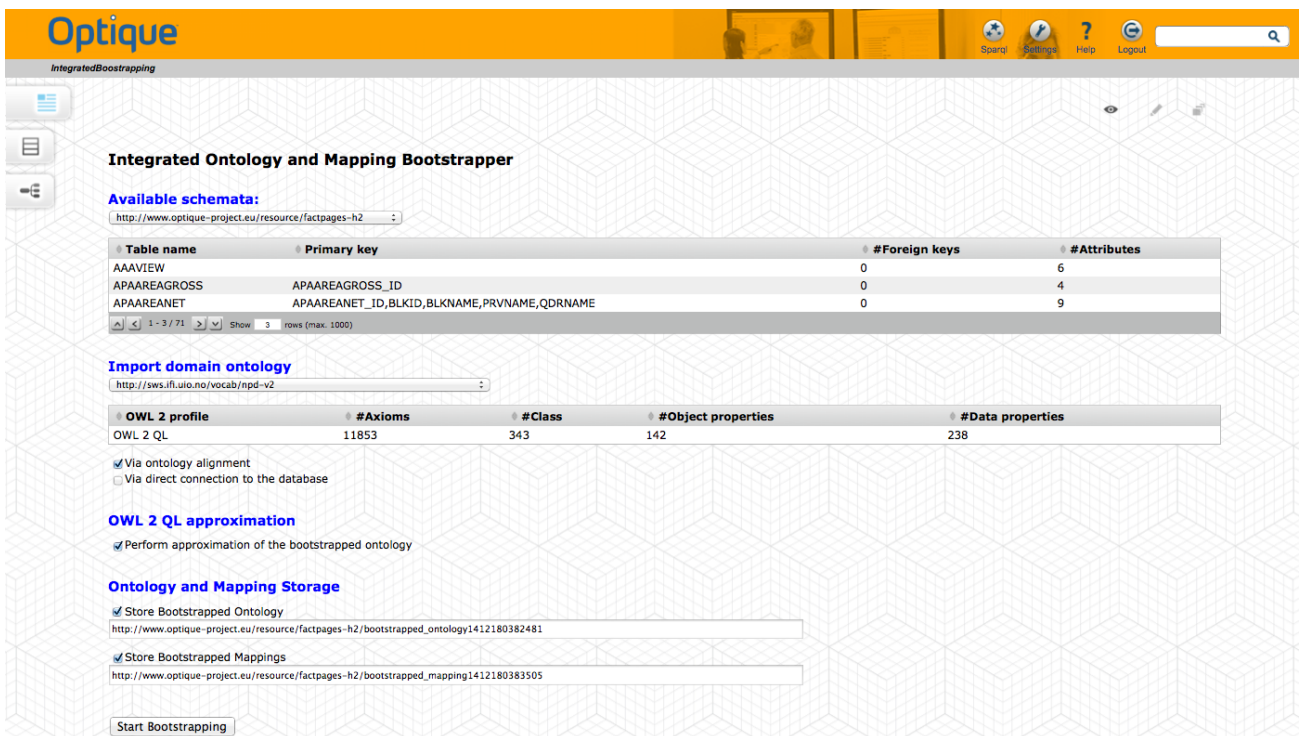 Optique
Sparql Settings Help Logout
IntegratedBoostrapping
Integrated Ontology and Mapping Bootstrapper
Available schemata:
http://www.optique-project.eu/resource/factpages-h2
Table name Primary key #Foreign keys #Attributes
AAAVIEW 0 6
APAAREAGROSS APAAREAGROSS_ID 0 4
APAAREANET APAAREANET_ID,BLKID,BLKNAME,PRVNAME,QDRNAME 0 9
1 - 3 / 71 Show 3 rows (max. 1000)
Import domain ontology
http://sws.ifi.uio.no/vocab/npd-v2
OWL 2 profile #Axioms #Class #Object properties #Data properties
OWL 2 QL 11853 343 142 238
Via ontology alignment
Via direct connection to the database
OWL 2 QL approximation
Perform approximation of the bootstrapped ontology
Ontology and Mapping Storage
Store Bootstrapped Ontology
http://www.optique-project.eu/resource/factpages-h2/bootstrapped_ontology1412180382481
Store Bootstrapped Mappings
http://www.optique-project.eu/resource/factpages-h2/bootstrapped_mapping1412180383505
Start Bootstrapping